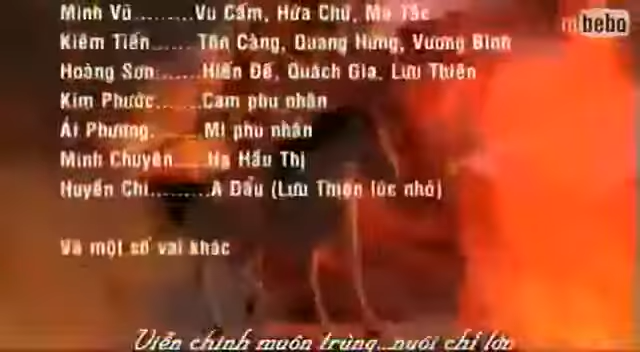 Minh Vũ..........Vu Cấm, Hứa Chử, Mã Tắc
bebo
Kiêm Tiến.......Tôn Càng, Quang Hưng, Vương Bình
Hoàng Sơn........Hiến Đế, Quách Gia, Lưu Thiện
Kim Phước........Cam phu nhân
Ái Phương........Mi phu nhân
Minh Chuyên.....Hạ Hầu Thị
Huyền Chi..........A Đẩu (Lưu Thiện lúc nhỏ)
Và một số vai khác
Viễn chinh muôn trùng...nuôi chí lớn